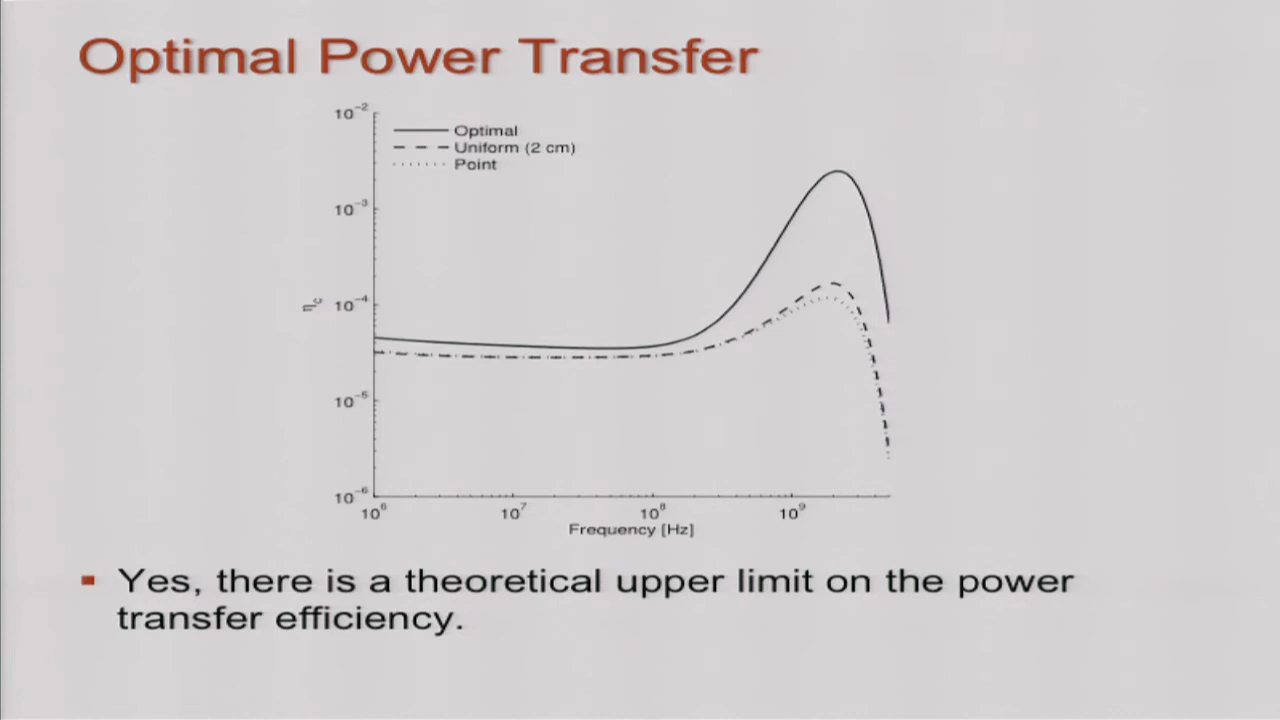 Optimal Power Transfer
10⁻²
Optimal
Uniform (2 cm)
Point
10⁻³
ηc
10⁻⁴
10⁻⁵
10⁻⁶
10⁶ 10⁷ 10⁸ 10⁹
Frequency [Hz]
Yes, there is a theoretical upper limit on the power
transfer efficiency.